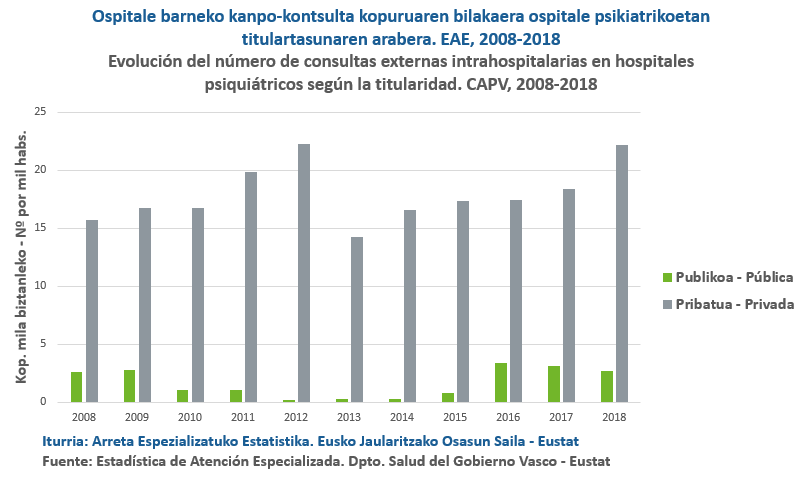 Ospitale barneko kanpo-kontsulta kopuruaren bilakaera ospitale psikiatrikoetan
titulartasunaren arabera. EAE, 2008-2018
Evolución del número de consultas externas intrahospitalarias en hospitales
psiquiátricos según la titularidad. CAPV, 2008-2018
Kop. mila biztanleko - Nº por mil habs.
25
20
15
10
5
0
2008 2009 2010 2011 2012 2013 2014 2015 2016 2017 2018
Publikoa - Pública
Pribatua - Privada
Iturria: Arreta Espezializatuko Estatistika. Eusko Jaularitzako Osasun Saila - Eustat
Fuente: Estadística de Atención Especializada. Dpto. Salud del Gobierno Vasco - Eustat